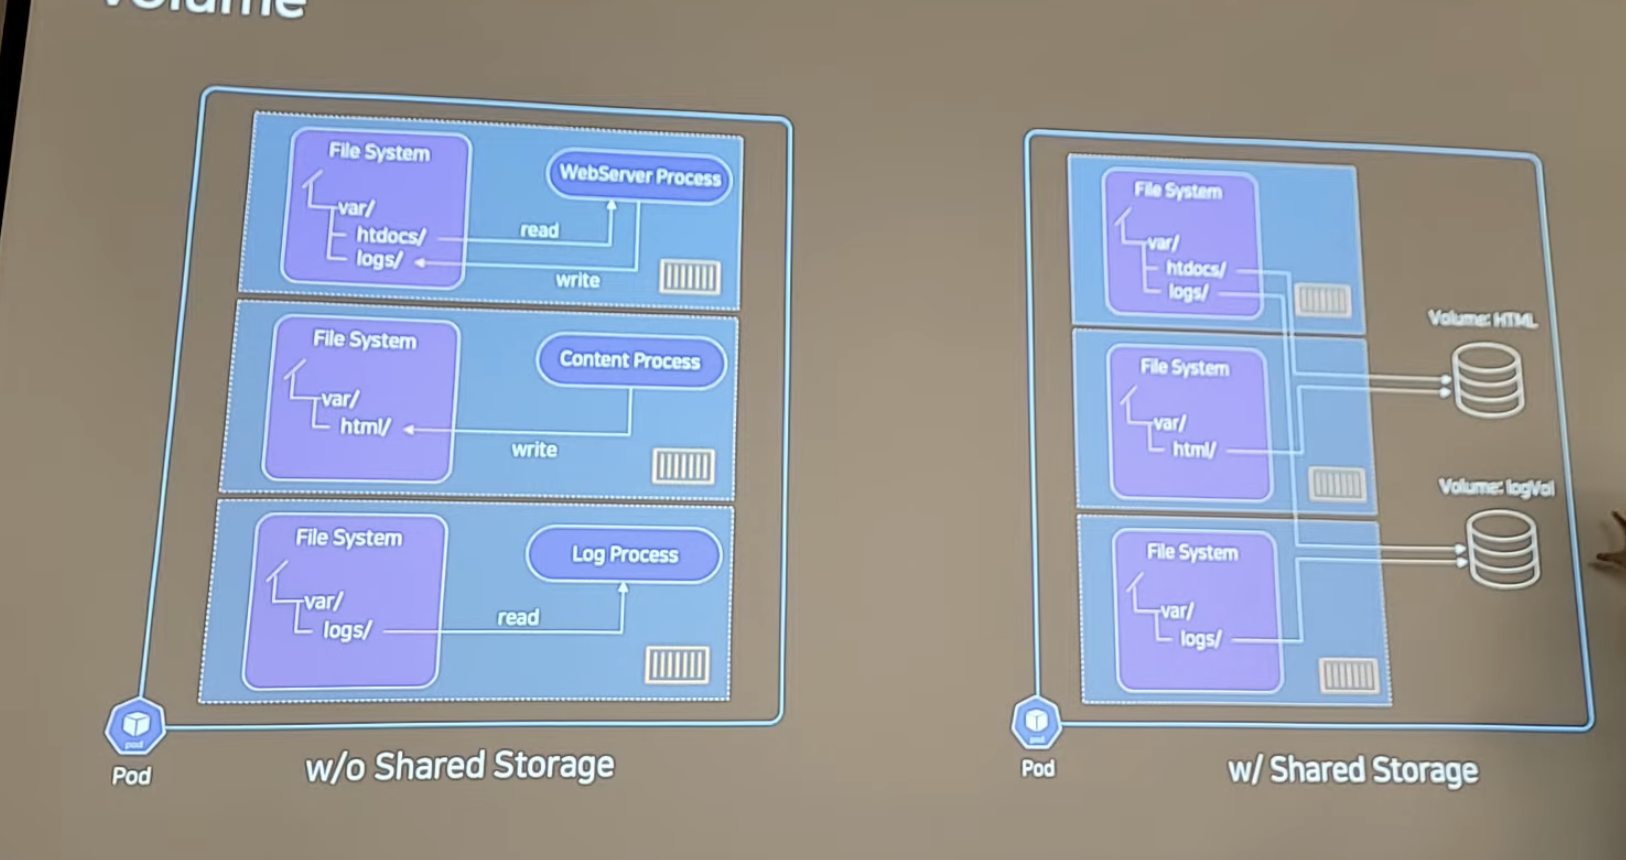 Volume
File System
WebServer Process
var/
htdocs/
read
logs/
write
File System
Content Process
var/
html/
write
File System
Log Process
var/
logs/
read
pod
Pod
w/o Shared Storage
File System
var/
htdocs/
logs/
Volume: HTML
File System
var/
html/
Volume: logVol
File System
var/
logs/
pod
Pod
w/ Shared Storage